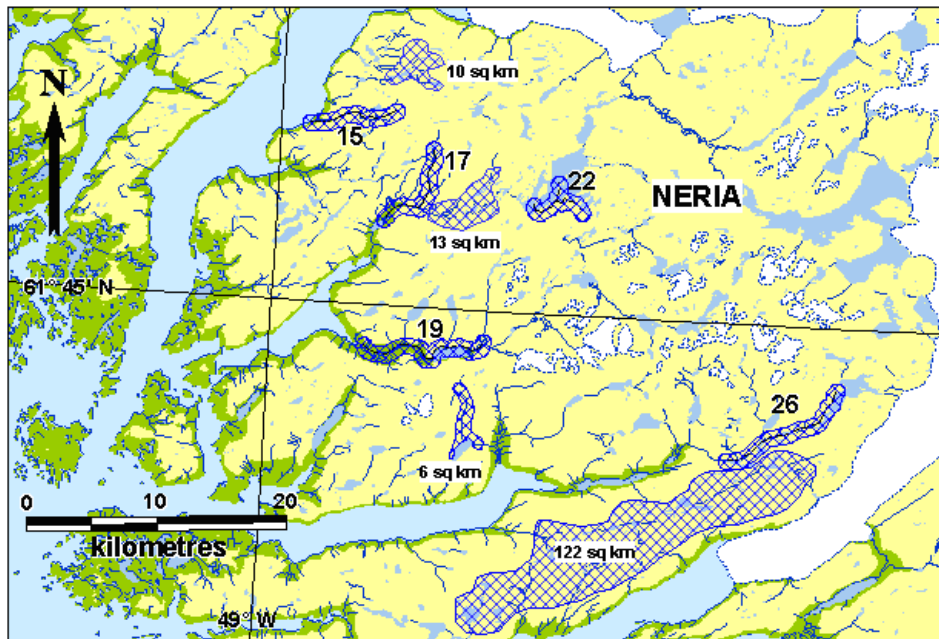 10 sq km
N
15
17
22
NERIA
13 sq km
61° 45' N
19
26
6 sq km
0 10 20
kilometres
122 sq km
49° W